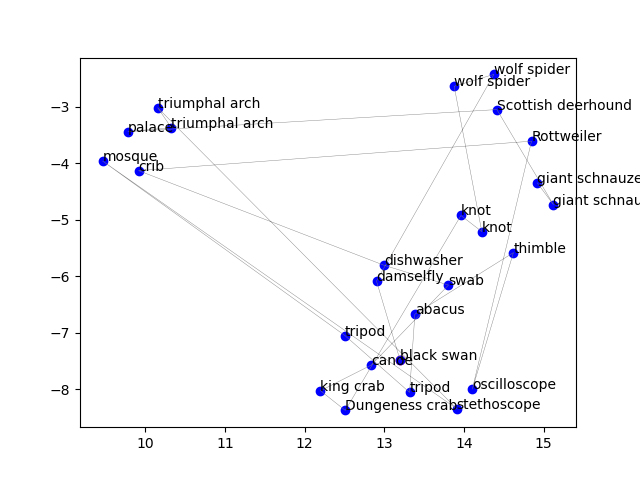 wolf spider
wolf spider
triumphal arch
Scottish deerhound
triumphal arch
palace
Rottweiler
mosque
crib
giant schnauze
giant schnau
knot
knot
thimble
dishwasher
damselfly
swab
abacus
tripod
black swan
candle
king crab
tripod
oscilloscope
Dungeness crab
stethoscope
−3
−4
−5
−6
−7
−8
10
11
12
13
14
15